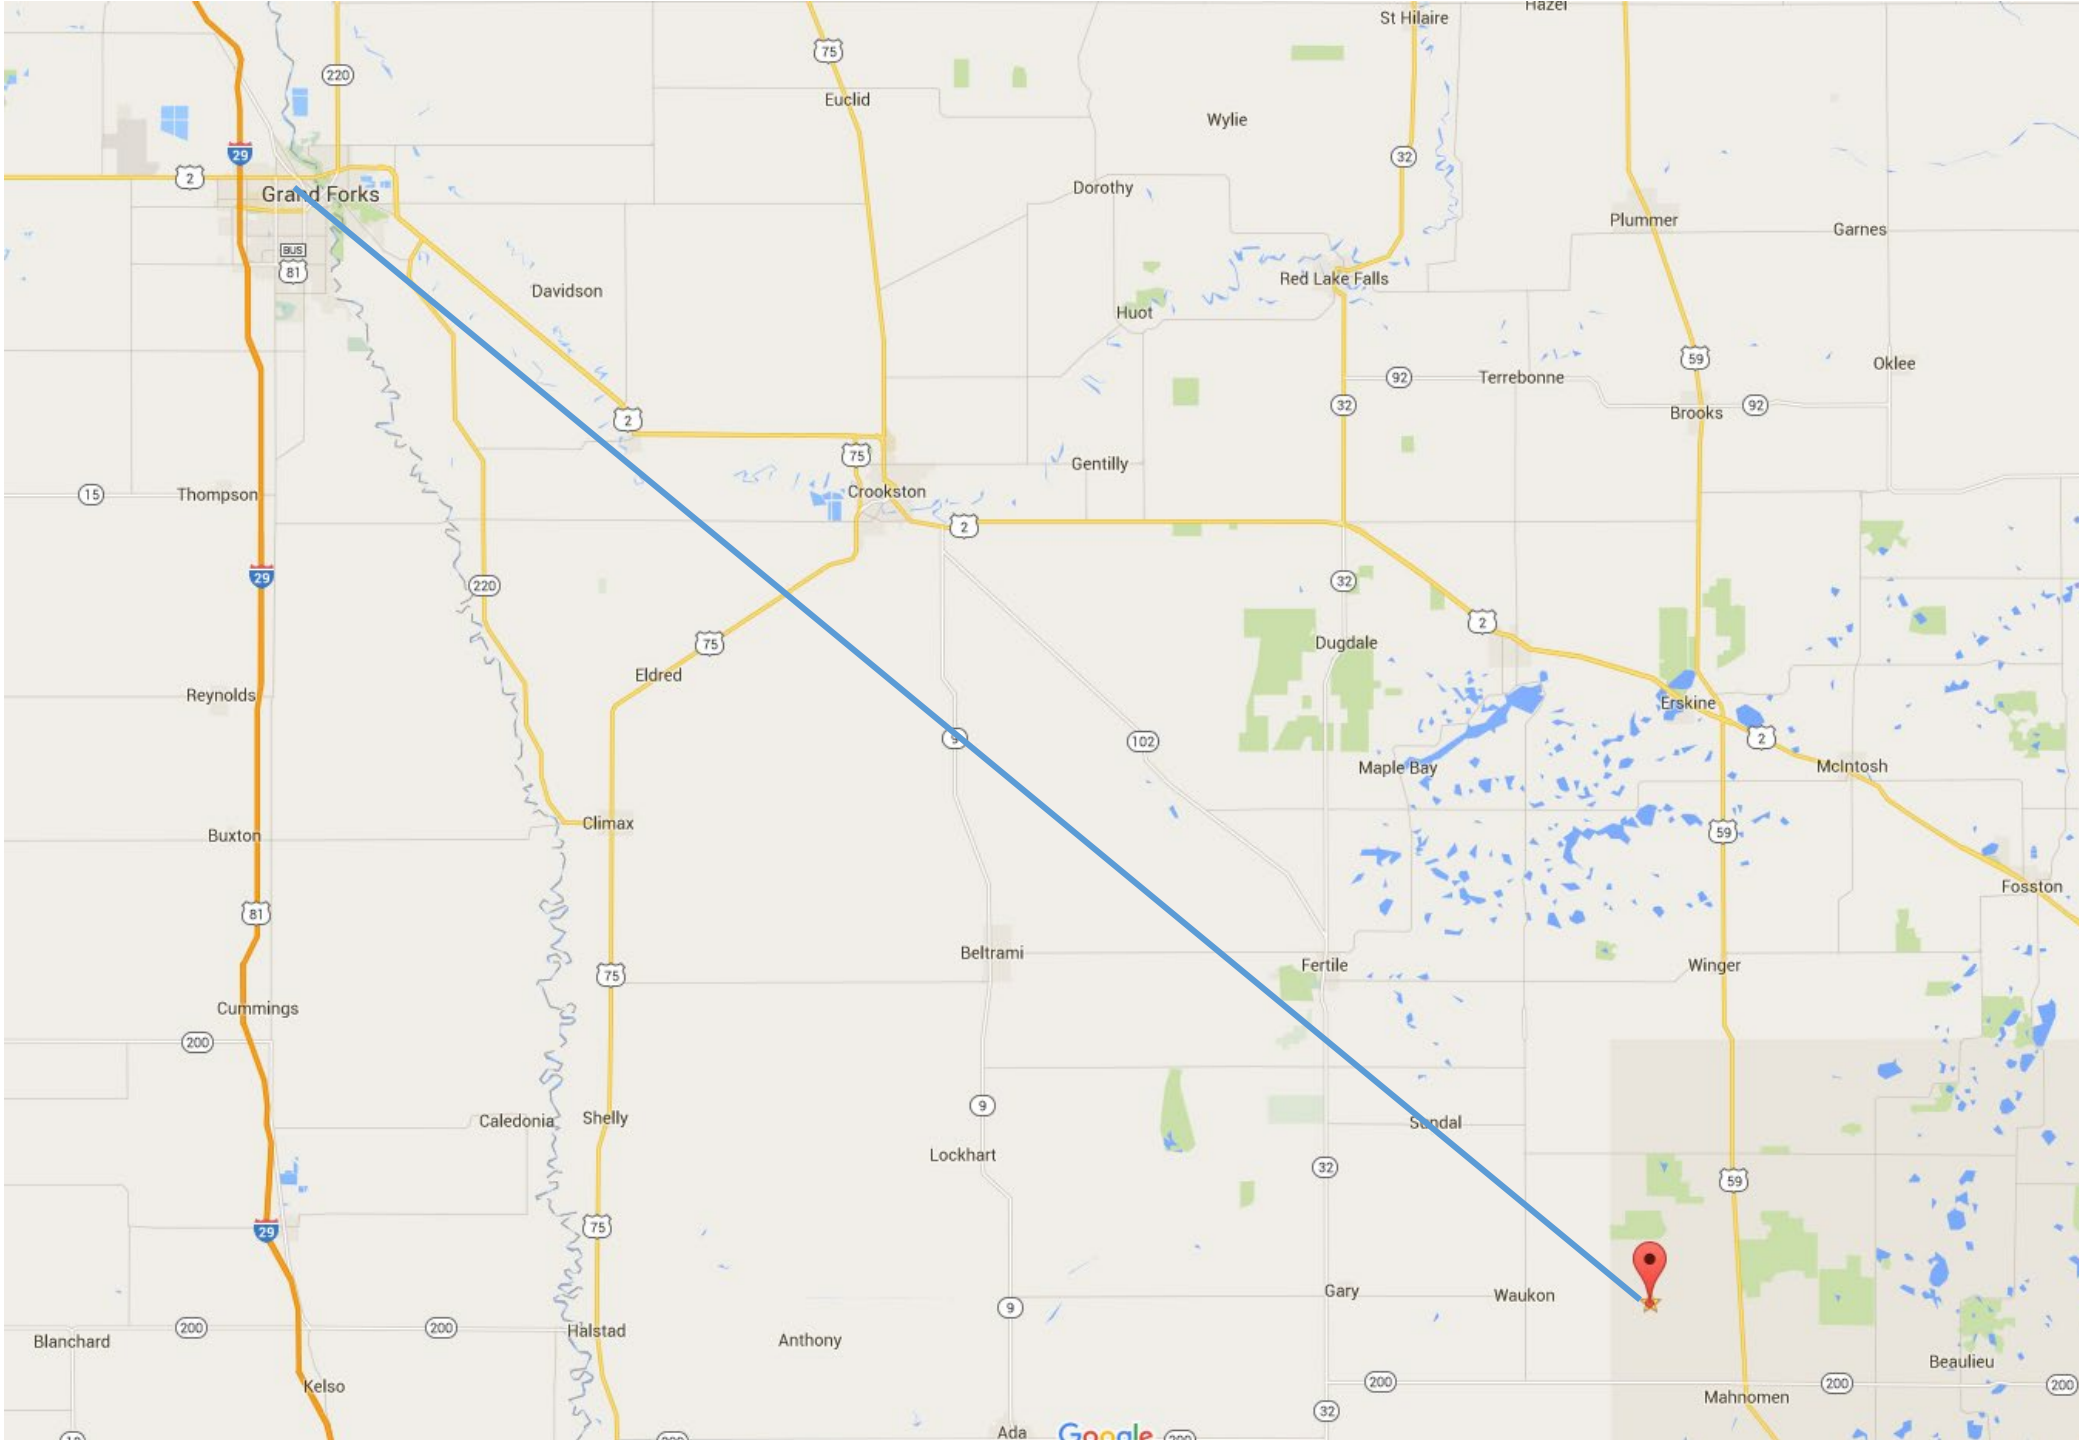 Hazel
St Hilaire
75
220
Euclid
Wylie
29
32
2
Grand Forks
Dorothy
Plummer
Garnes
BUS
81
Davidson
Red Lake Falls
Huot
59
Oklee
92
Terrebonne
32
Brooks
92
2
75
Gentilly
Crookston
15
Thompson
2
29
220
32
2
75
Dugdale
Eldred
Reynolds
Erskine
9
102
2
Maple Bay
McIntosh
Climax
Buxton
59
Fosston
81
Beltrami
Fertile
Winger
75
Cummings
200
9
Caledonia
Shelly
Sundal
Lockhart
32
59
29
75
Gary
Waukon
9
200
200
Halstad
Blanchard
Anthony
Beaulieu
Kelso
200
200
200
Mahnomen
32
Ada
Google
200
200